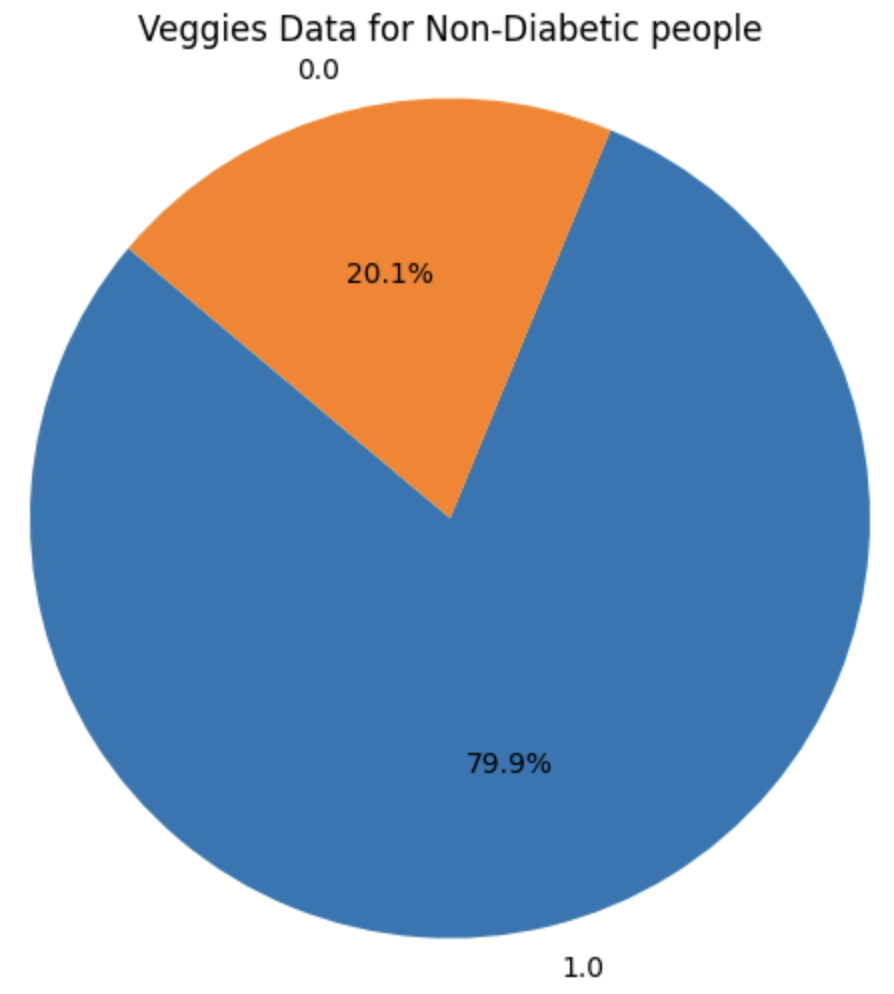 Veggies Data for Non-Diabetic people
0.0
20.1%
79.9%
1.0